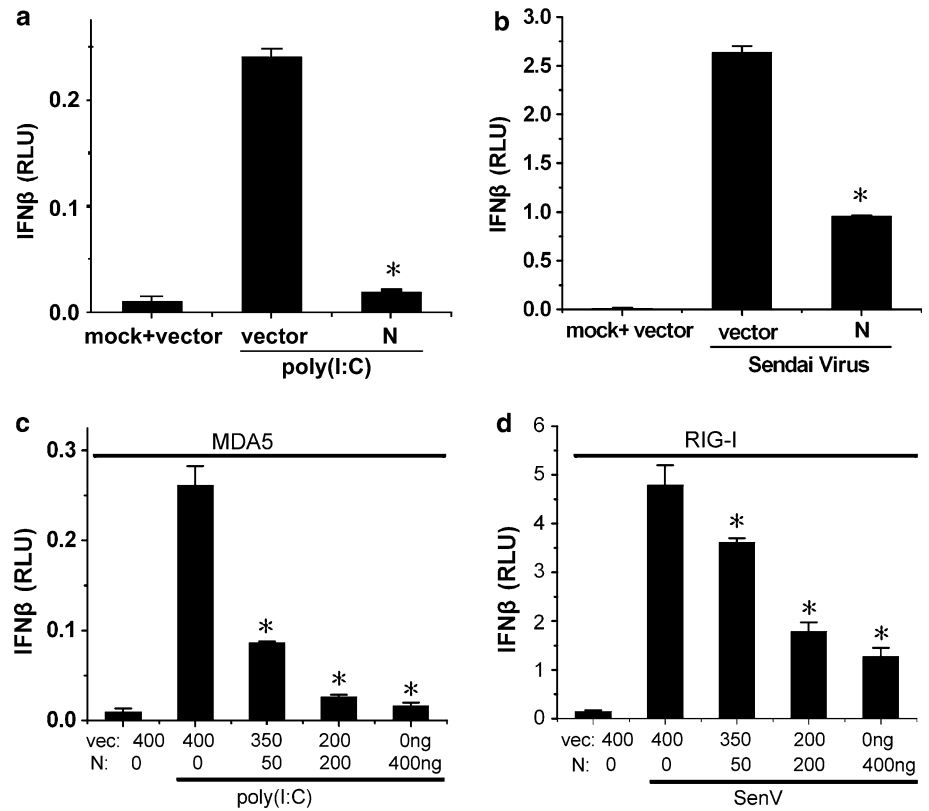 a
IFNβ (RLU)
0.2
0.1
0.0
mock+vector vector N
poly(I:C)
*
b
IFNβ (RLU)
3.0
2.5
2.0
1.5
1.0
0.5
0.0
mock+ vector vector N
Sendai Virus
*
c
MDA5
IFNβ (RLU)
0.3
0.2
0.1
0.0
* * *
vec: 400 400 350 200 0ng
N: 0 0 50 200 400ng
poly(I:C)
d
RIG-I
IFNβ (RLU)
6
5
4
3
2
1
0
* * *
vec: 400 400 350 200 0ng
N: 0 0 50 200 400ng
SenV